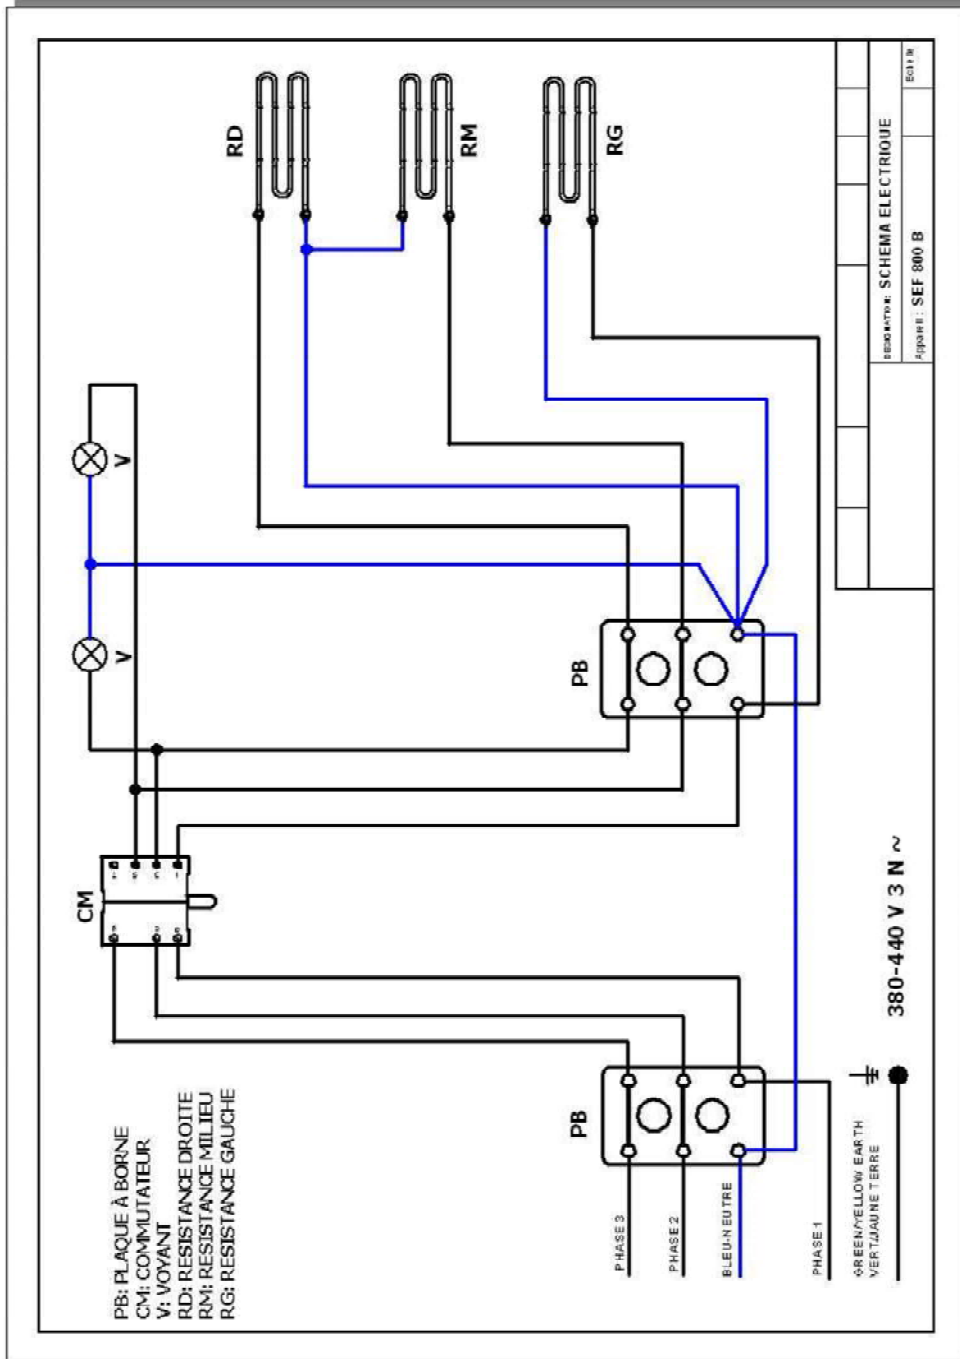 PB: PLAQUE À BORNE
CM: COMMUTATEUR
V: VOYANT
RD: RESISTANCE DROITE
RM: RESISTANCE MILIEU
RG: RESISTANCE GAUCHE
CM
V
V
RD
RM
RG
PB
PB
PHASE 3
PHASE 2
BLEU-NEUTRE
PHASE 1
GREEN/YELLOW EARTH
VERT/JAUNE TERRE
380-440 V 3 N ~
DESIGNATION: SCHEMA ELECTRIQUE
Appareil: SEF 800 B